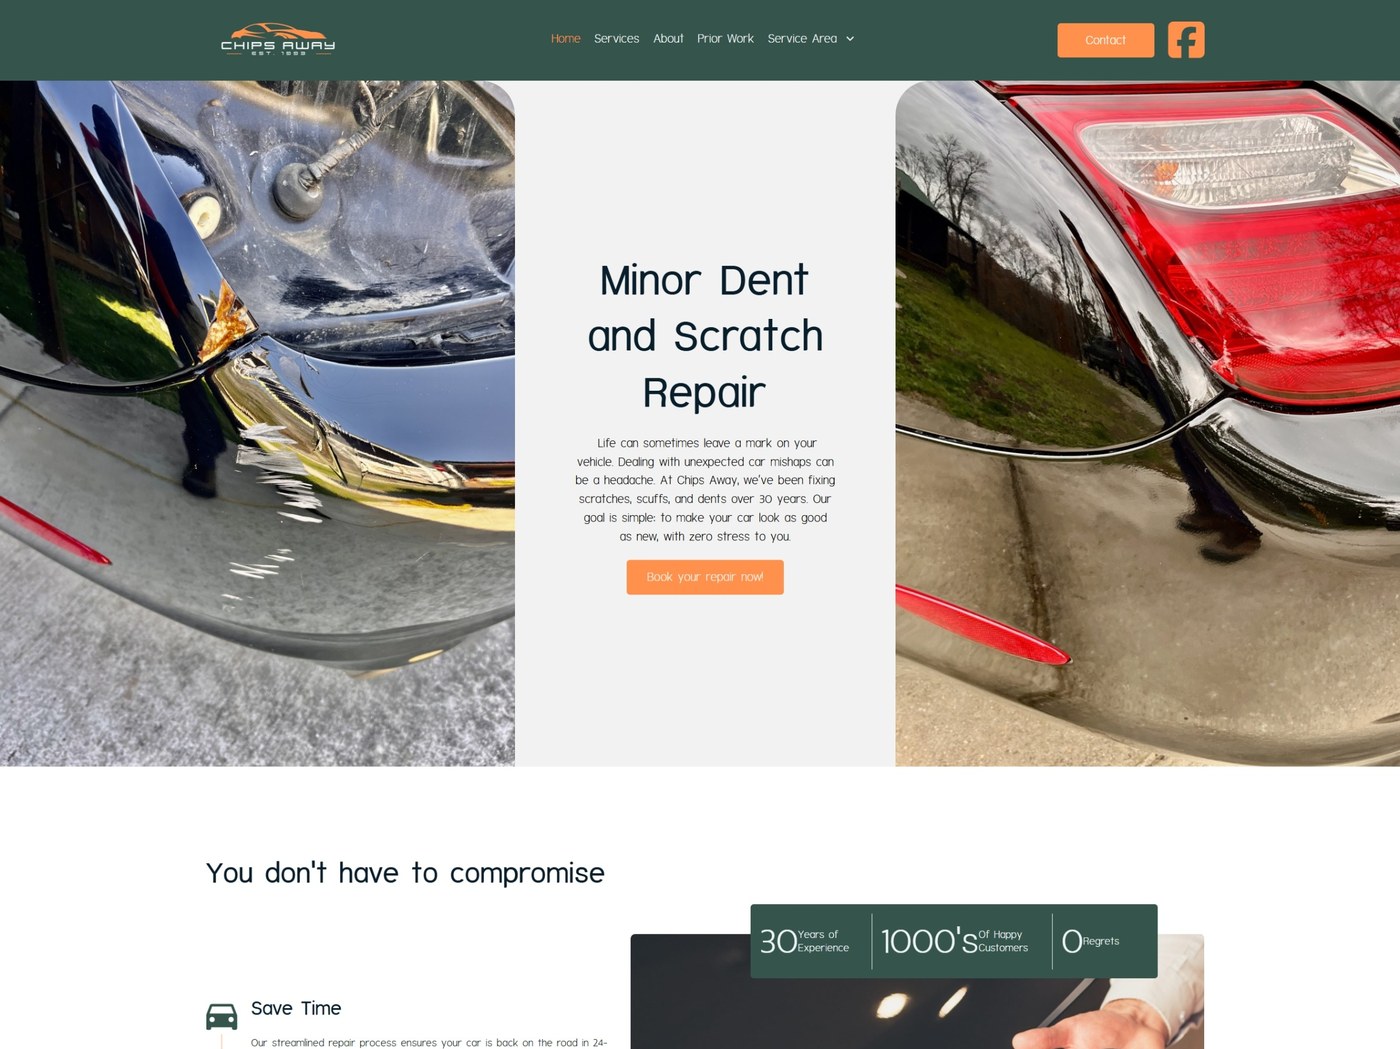 CHIPS AWAY
EST. 1989
Home
Services
About
Prior Work
Service Area
Contact
Minor Dent
and Scratch
Repair
Life can sometimes leave a mark on your
vehicle. Dealing with unexpected car mishaps can
be a headache. At Chips Away, we've been fixing
scratches, scuffs, and dents over 30 years. Our
goal is simple: to make your car look as good
as new, with zero stress to you.
Book your repair now!
You don't have to compromise
30 Years of
Experience
1000's Of Happy
Customers
0 Regrets
Save Time
Our streamlined repair process ensures your car is back on the road in 24-